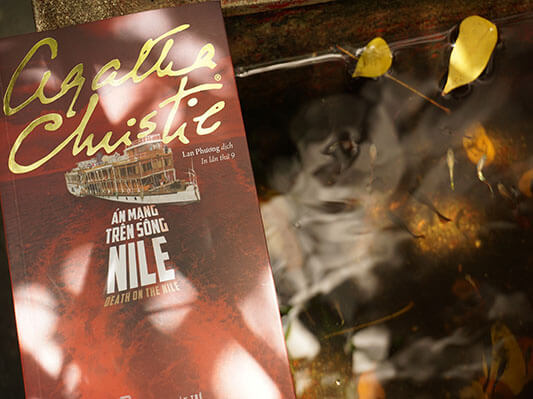 Agatha
Christie
Lan Phương dịch
In lần thứ 9
ÁN MẠNG
TRÊN SÔNG
NILE
DEATH ON THE NILE